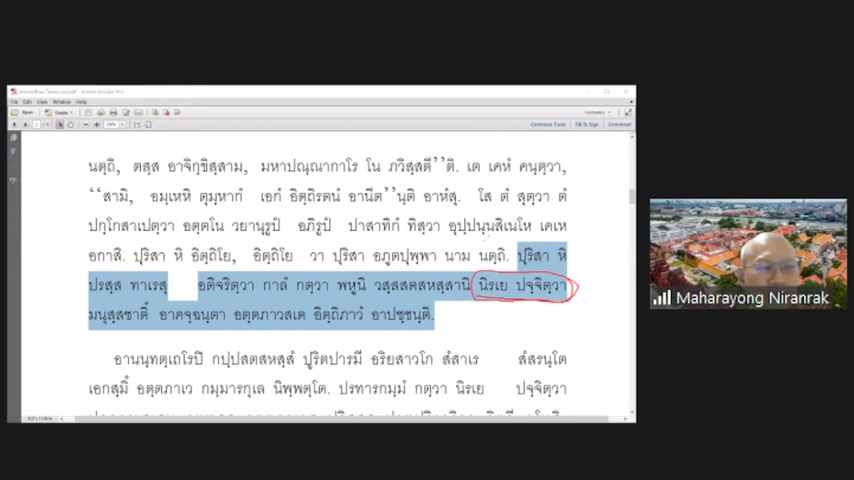 File Edit View Window Help
Open
Create
Common Tools
Fill & Sign
Comment
นตฺถิ, ตสฺส อาจิกฺขิสฺสาม, มหาปณฺณากาโร โน ภวิสฺสตี’’ติ. เต เคหํ คนฺตฺวา,
‘‘สามิ, อมฺเหหิ ตุมฺหากํ เอกํ อิตฺถิรตนํ อานีต’’นฺติ อาหํสุ. โส ตํ สุตฺวา ตํ
ปกฺโกสาเปตฺวา อตฺตโน วยานุรูปํ อภิรูปํ ปาสาทิกํ ทิสฺวา อุปฺปนฺนสิเนโห เคเห
อกาสิ. ปุริสา หิ อิตฺถิโย, อิตฺถิโย วา ปุริสา อภูตปุพฺพา นาม นตฺถิ. ปุริสา หิ
ปรสฺส ทาเรสุ อติจริตฺวา กาลํ กตฺวา พหูนิ วสฺสสตสหสฺสานิ นิรเย ปจฺจิตฺวา
มนุสฺสชาตึ อาคจฺฉนฺตา อตฺตภาวสเต อิตฺถิภาวํ อาปชฺชนฺติ.
อานนฺทตฺเถโรปิ กปฺปสตสหสฺสํ ปูริตปารมี อริยสาวโก สํสาเร สํสรนฺโต
เอกสฺมึ อตฺตภาเว กมฺมารกุเล นิพฺพตฺโต. ปรทารกมฺมํ กตฺวา นิรเย ปจฺจิตฺวา
Maharayong Niranrak